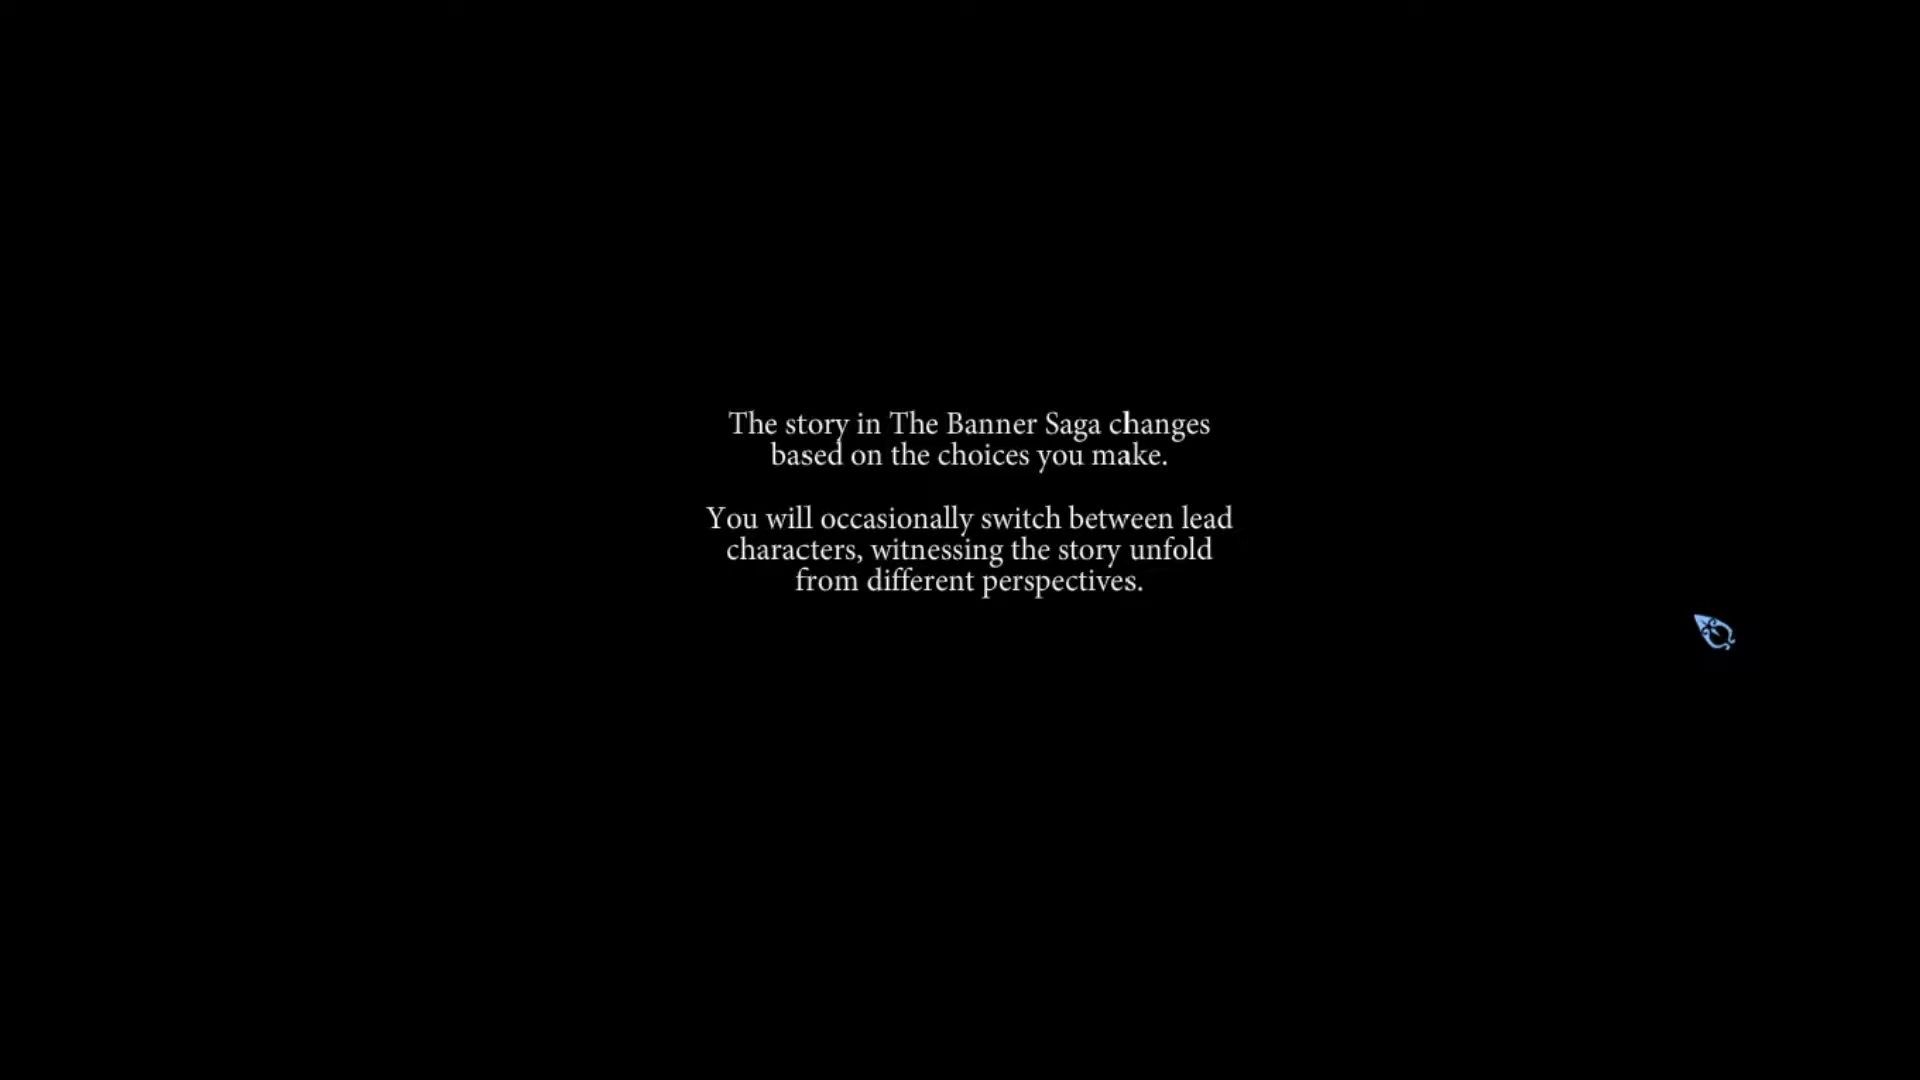 The story in The Banner Saga changes
based on the choices you make.
You will occasionally switch between lead
characters, witnessing the story unfold
from different perspectives.